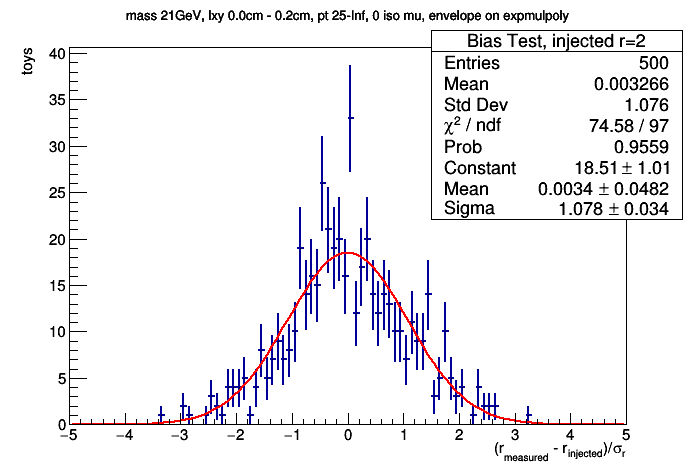 mass 21GeV, lxy 0.0cm - 0.2cm, pt 25-Inf, 0 iso mu, envelope on expmulpoly
Bias Test, injected r=2
Entries 500
Mean 0.003266
Std Dev 1.076
χ² / ndf 74.58 / 97
Prob 0.9559
Constant 18.51 ± 1.01
Mean 0.0034 ± 0.0482
Sigma 1.078 ± 0.034
toys
40
35
30
25
20
15
10
5
0
−5 −4 −3 −2 −1 0 1 2 3 4 5
(r_measured - r_injected)/σ_r